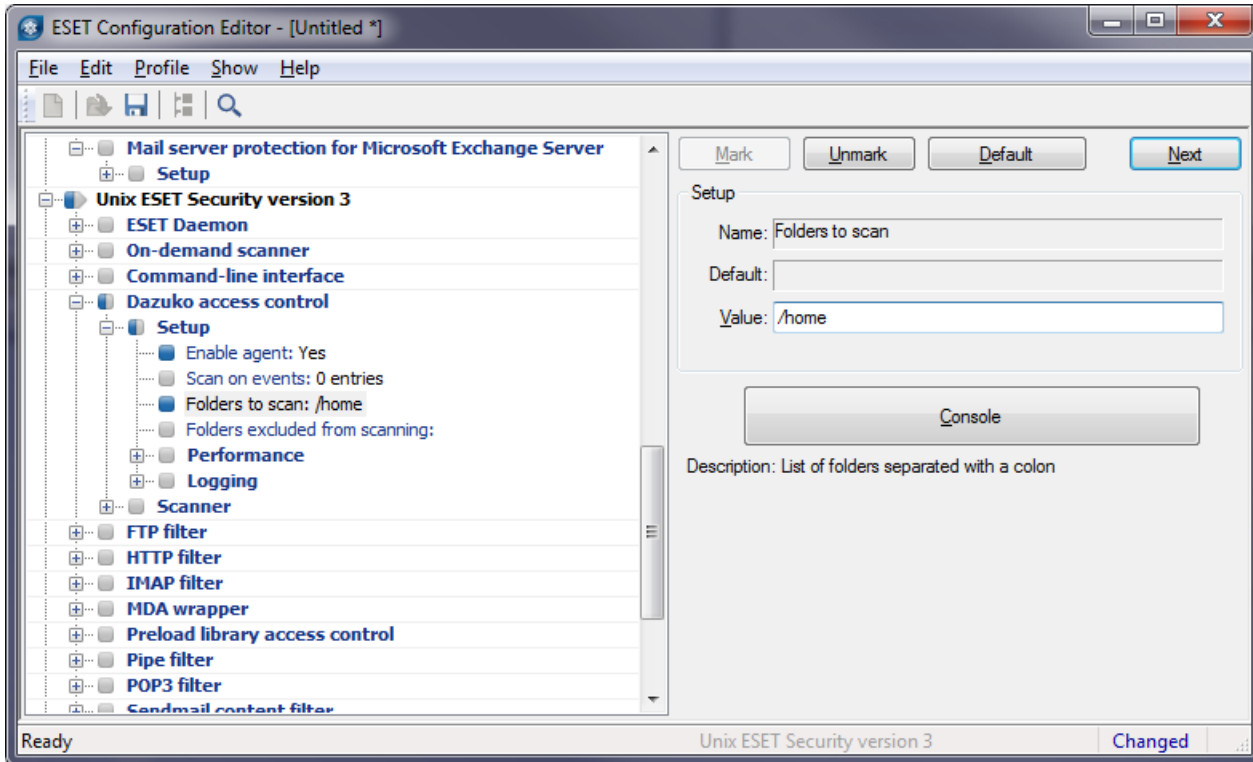 ESET Configuration Editor - [Untitled *]
File Edit Profile Show Help
Mail server protection for Microsoft Exchange Server
Setup
Unix ESET Security version 3
ESET Daemon
On-demand scanner
Command-line interface
Dazuko access control
Setup
Enable agent: Yes
Scan on events: 0 entries
Folders to scan: /home
Folders excluded from scanning:
Performance
Logging
Scanner
FTP filter
HTTP filter
IMAP filter
MDA wrapper
Preload library access control
Pipe filter
POP3 filter
Sendmail content filter
Mark Unmark Default Next
Setup
Name: Folders to scan
Default:
Value: /home
Console
Description: List of folders separated with a colon
Ready Unix ESET Security version 3 Changed